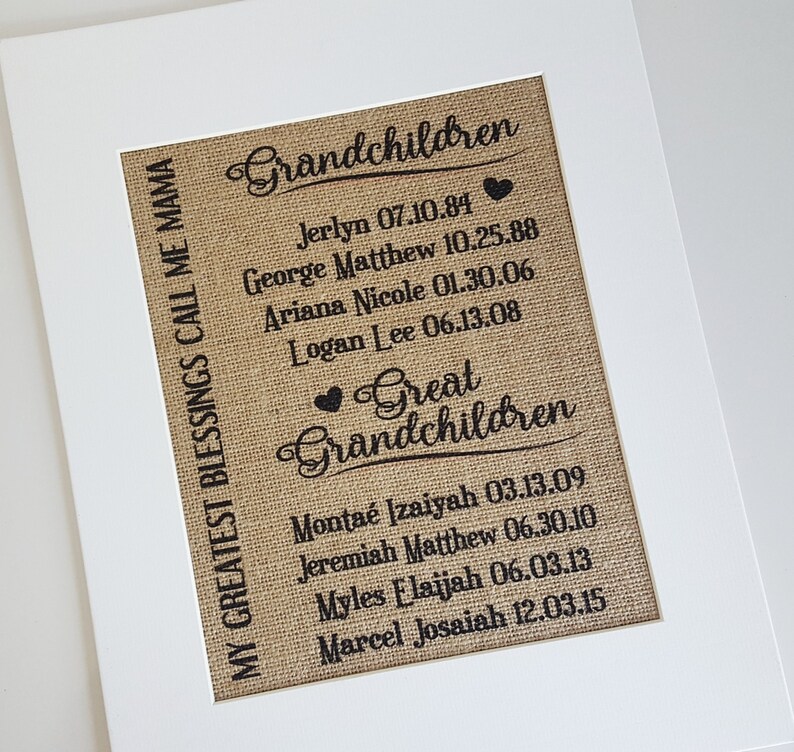 MY GREATEST BLESSINGS CALL ME MAMA
Grandchildren
Jerlyn 07.10.84
George Matthew 10.25.88
Ariana Nicole 01.30.06
Logan Lee 06.13.08
Great
Grandchildren
Montaé Izaiyah 03.13.09
Jeremiah Matthew 06.30.10
Myles Elaijah 06.03.13
Marcel Josaiah 12.03.15